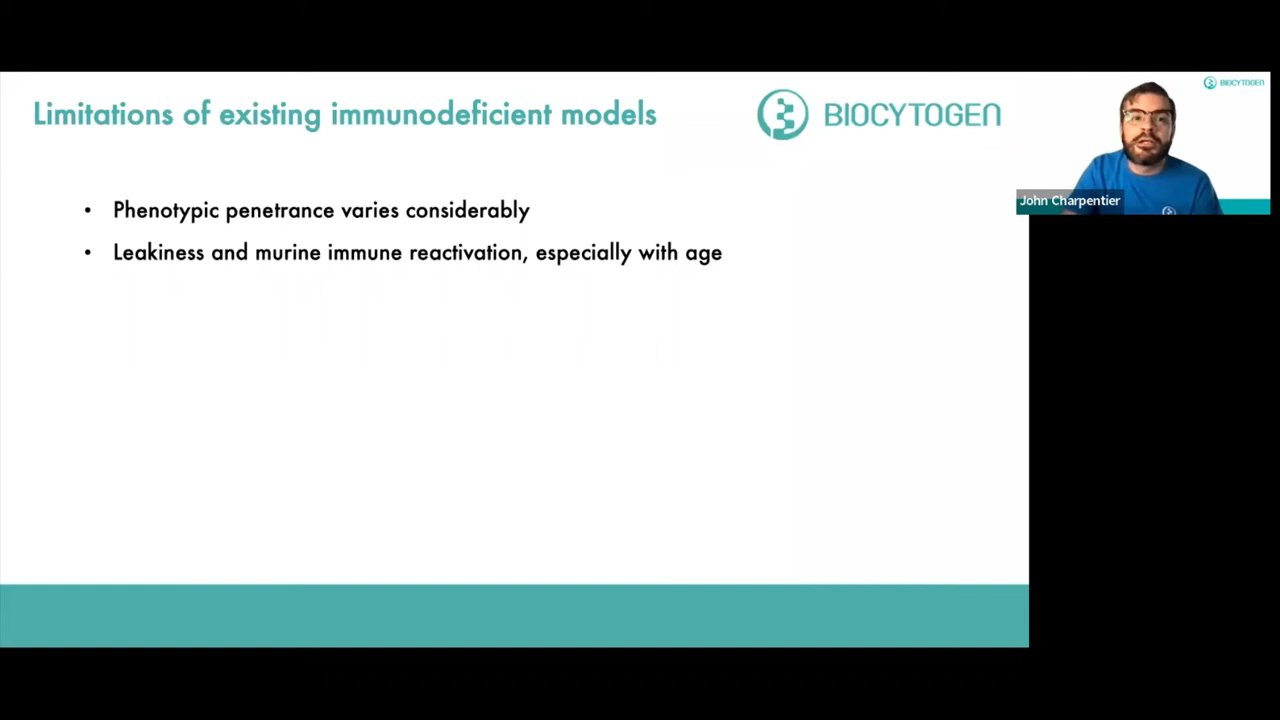 Limitations of existing immunodeficient models
BIOCYTOGEN
BIOCYTOGEN
John Charpentier
• Phenotypic penetrance varies considerably
• Leakiness and murine immune reactivation, especially with age